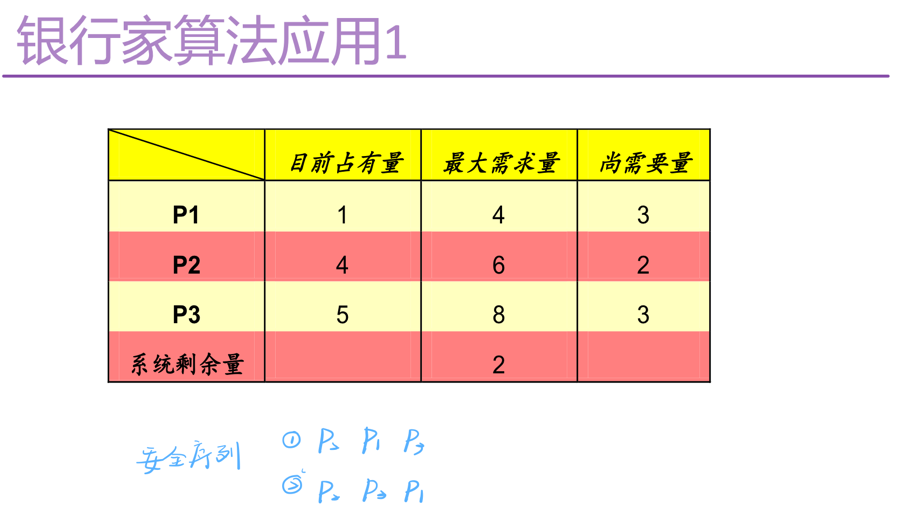 银行家算法应用1
目前占有量 最大需求量 尚需要量
P1 1 4 3
P2 4 6 2
P3 5 8 3
系统剩余量 2
安全序列 ① P2 P1 P3
② P2 P3 P1